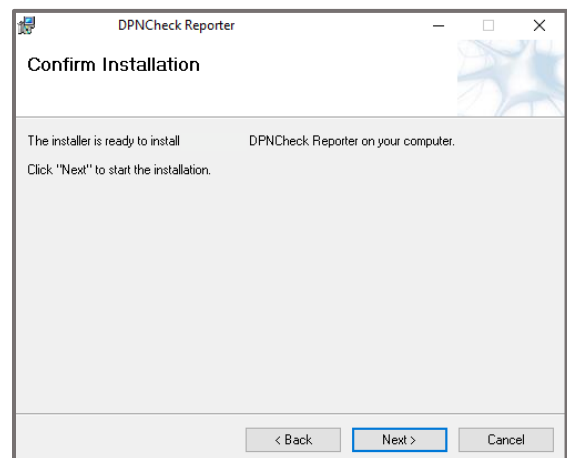 DPNCheck Reporter
Confirm Installation
The installer is ready to install DPNCheck Reporter on your computer.
Click "Next" to start the installation.
< Back Next > Cancel